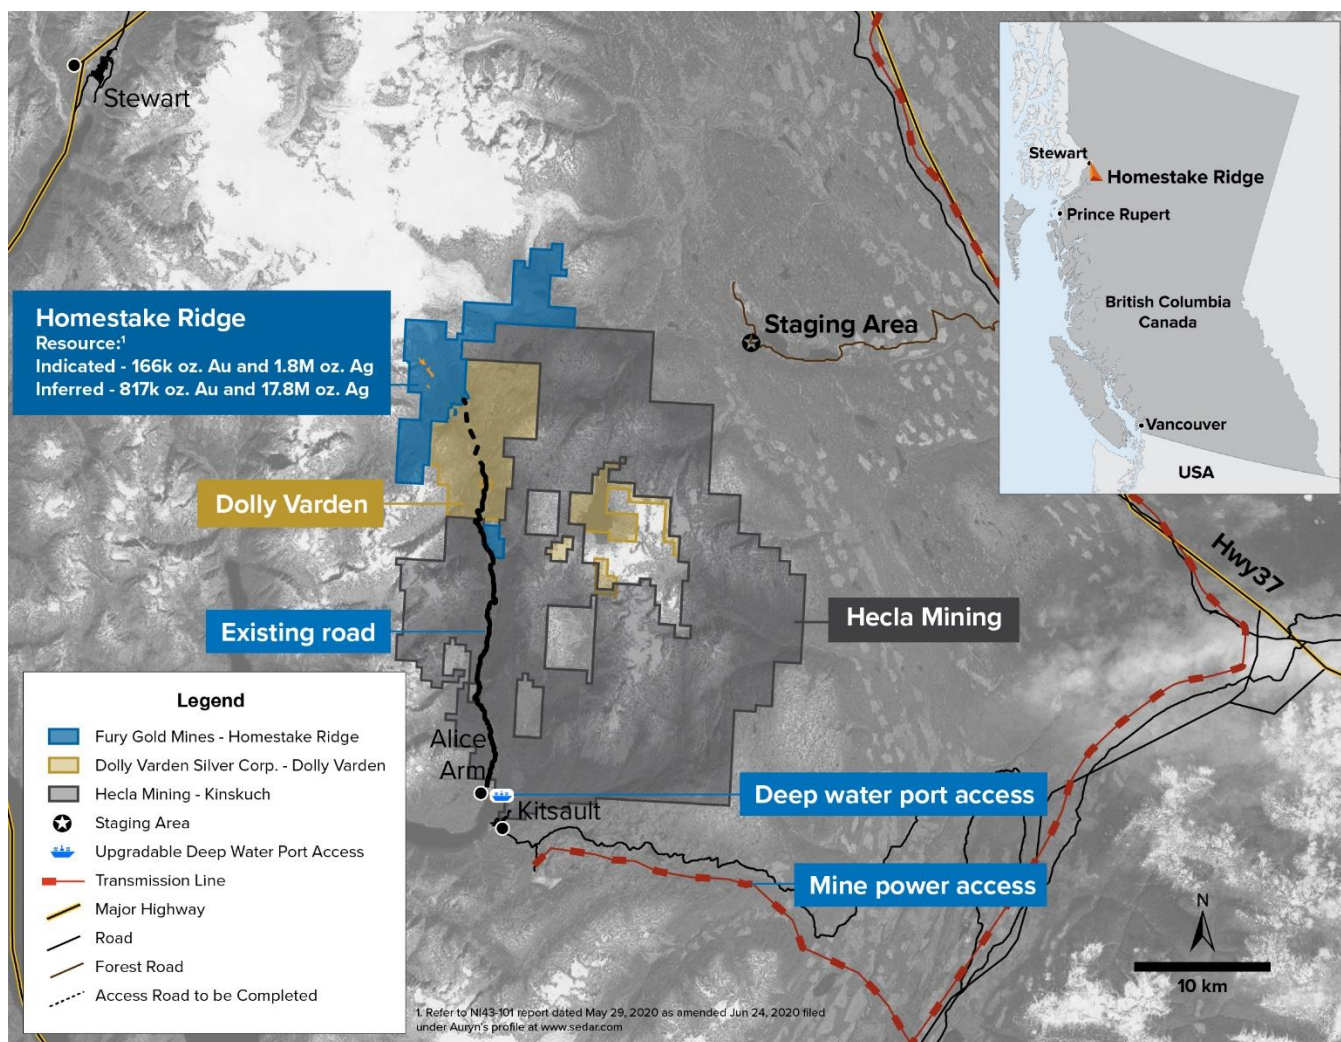 Stewart
Stewart
Homestake Ridge
Prince Rupert
British Columbia
Canada
Vancouver
USA
Homestake Ridge
Resource:¹
Indicated - 166k oz. Au and 1.8M oz. Ag
Inferred - 817k oz. Au and 17.8M oz. Ag
Staging Area
Dolly Varden
Hwy37
Existing road
Hecla Mining
Alice
Arm
Kitsault
Deep water port access
Mine power access
Legend
Fury Gold Mines - Homestake Ridge
Dolly Varden Silver Corp. - Dolly Varden
Hecla Mining - Kinskuch
Staging Area
Upgradable Deep Water Port Access
Transmission Line
Major Highway
Road
Forest Road
Access Road to be Completed
N
10 km
1. Refer to NI43-101 report dated May 29, 2020 as amended Jun 24, 2020 filed
under Auryn's profile at www.sedar.com